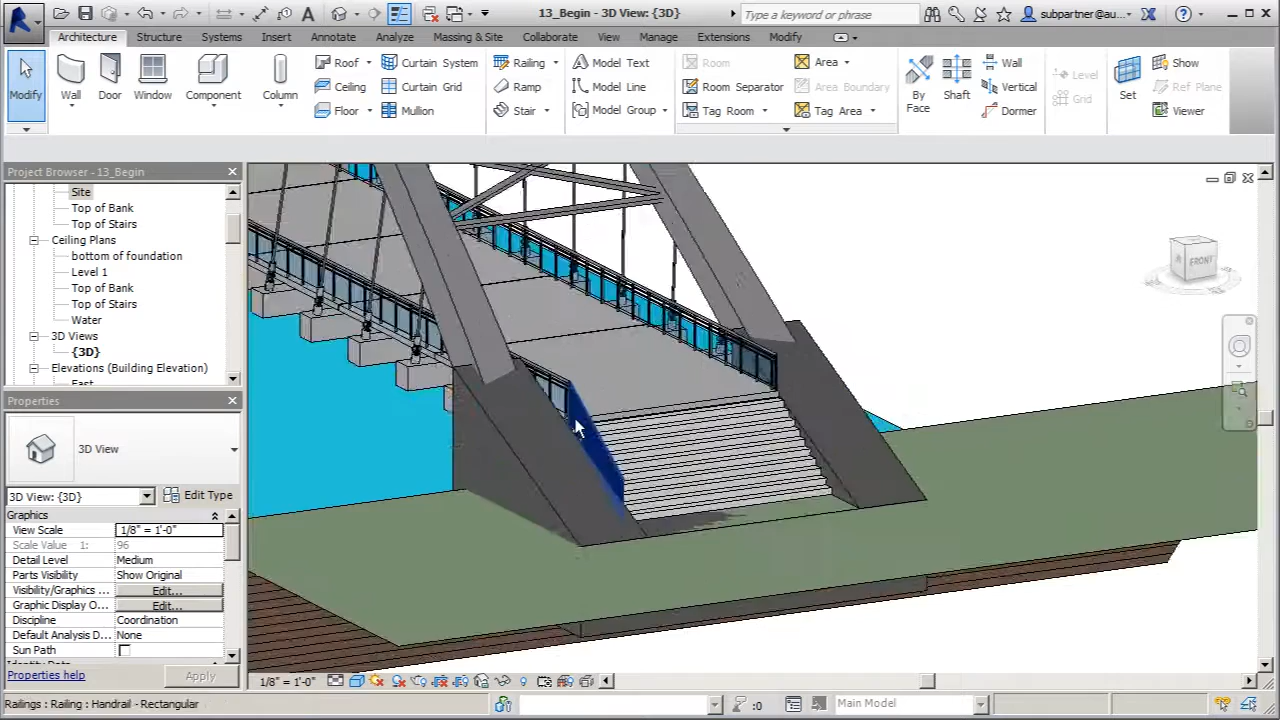 13_Begin - 3D View: {3D}
Type a keyword or phrase
subpartner@au...
Architecture Structure Systems Insert Annotate Analyze Massing & Site Collaborate View Manage Extensions Modify
Modify
Wall
Door
Window
Component
Column
Roof
Ceiling
Floor
Curtain System
Curtain Grid
Mullion
Railing
Ramp
Stair
Model Text
Model Line
Model Group
Room
Room Separator
Tag Room
Area
Area Boundary
Tag Area
By Face
Shaft
Wall
Vertical
Dormer
Level
Grid
Set
Show
Ref Plane
Viewer
Project Browser - 13_Begin
Site
Top of Bank
Top of Stairs
Ceiling Plans
bottom of foundation
Level 1
Top of Bank
Top of Stairs
Water
3D Views
{3D}
Elevations (Building Elevation)
East
Properties
3D View
3D View: {3D}
Edit Type
Graphics
View Scale 1/8" = 1'-0"
Scale Value 1: 96
Detail Level Medium
Parts Visibility Show Original
Visibility/Graphics ... Edit...
Graphic Display O... Edit...
Discipline Coordination
Default Analysis D... None
Sun Path
Properties help
Apply
FRONT
1/8" = 1'-0"
Railings : Railing : Handrail - Rectangular
:0
Main Model